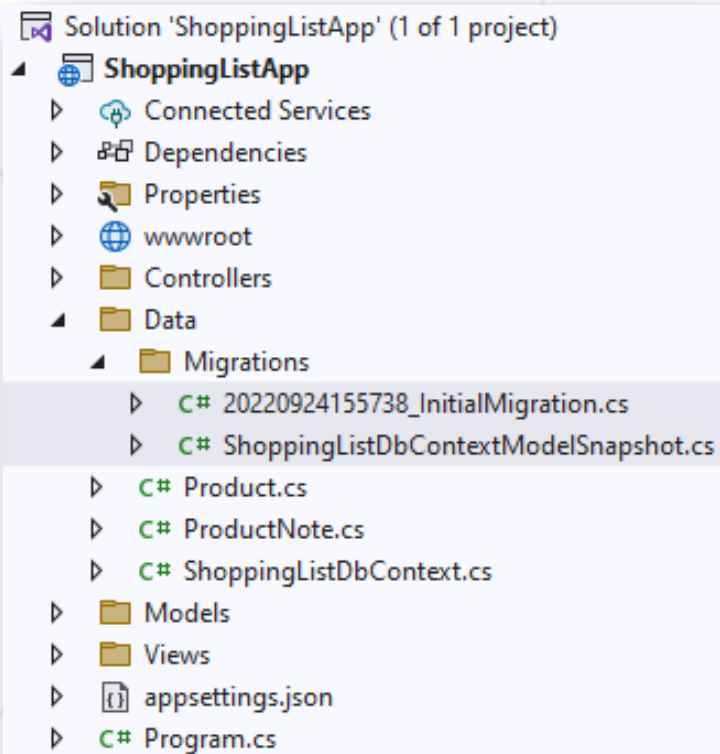 Solution 'ShoppingListApp' (1 of 1 project)
ShoppingListApp
Connected Services
Dependencies
Properties
wwwroot
Controllers
Data
Migrations
C# 20220924155738_InitialMigration.cs
C# ShoppingListDbContextModelSnapshot.cs
C# Product.cs
C# ProductNote.cs
C# ShoppingListDbContext.cs
Models
Views
appsettings.json
C# Program.cs